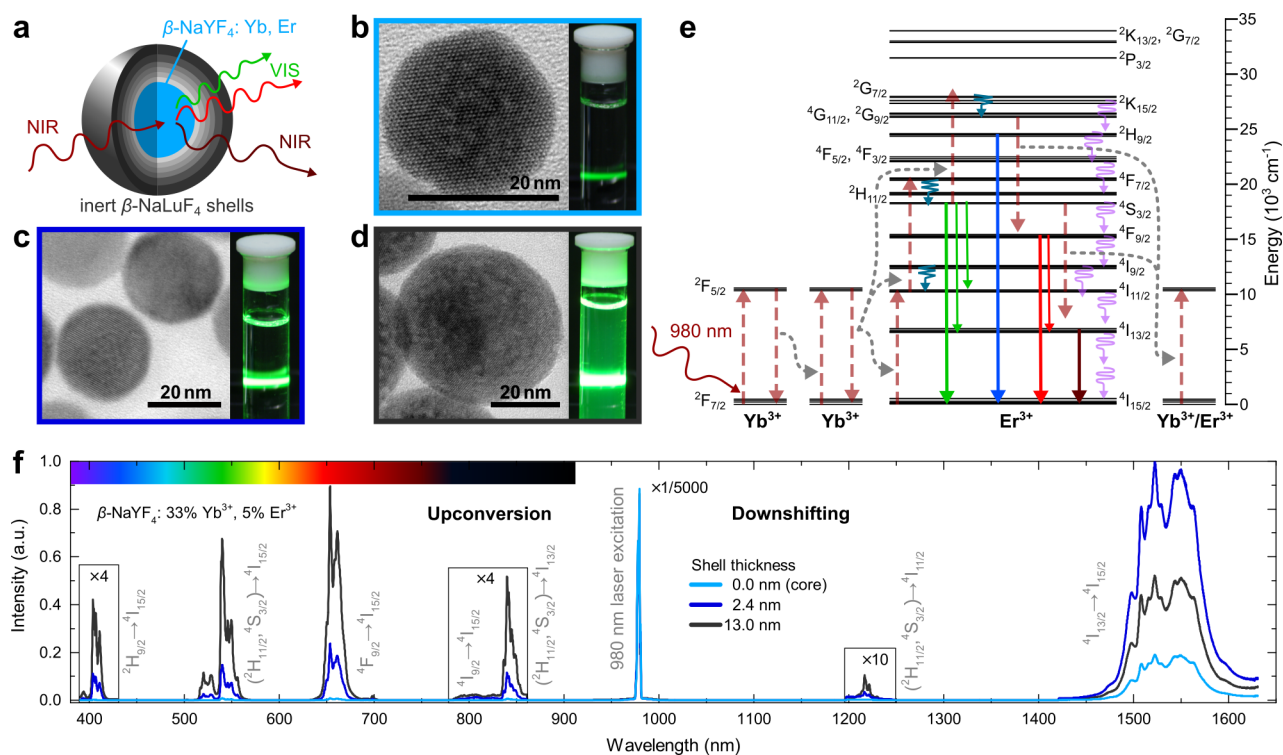 a
β-NaYF₄: Yb, Er
VIS
NIR
NIR
inert β-NaLuF₄ shells
b
20 nm
c
20 nm
d
20 nm
e
²K₁₃/₂, ²G₇/₂
²P₃/₂
²G₇/₂
²K₁₅/₂
⁴G₁₁/₂, ²G₉/₂
²H₉/₂
⁴F₅/₂, ⁴F₃/₂
⁴F₇/₂
²H₁₁/₂
⁴S₃/₂
⁴F₉/₂
⁴I₉/₂
²F₅/₂
⁴I₁₁/₂
980 nm
⁴I₁₃/₂
²F₇/₂
⁴I₁₅/₂
Yb³⁺
Yb³⁺
Er³⁺
Yb³⁺/Er³⁺
35
30
25
20
15
10
5
0
Energy (10³ cm⁻¹)
f
1.0
0.8
0.6
0.4
0.2
0.0
Intensity (a.u.)
β-NaYF₄: 33% Yb³⁺, 5% Er³⁺
Upconversion
×1/5000
Downshifting
×4
²H₉/₂→⁴I₁₅/₂
(²H₁₁/₂, ⁴S₃/₂)→⁴I₁₅/₂
⁴F₉/₂→⁴I₁₅/₂
×4
⁴I₉/₂→⁴I₁₅/₂
(²H₁₁/₂, ⁴S₃/₂)→⁴I₁₃/₂
980 nm laser excitation
Shell thickness
0.0 nm (core)
2.4 nm
13.0 nm
×10
(²H₁₁/₂, ⁴S₃/₂)→⁴I₁₁/₂
⁴I₁₃/₂→⁴I₁₅/₂
400 500 600 700 800 900 1000 1100 1200 1300 1400 1500 1600
Wavelength (nm)